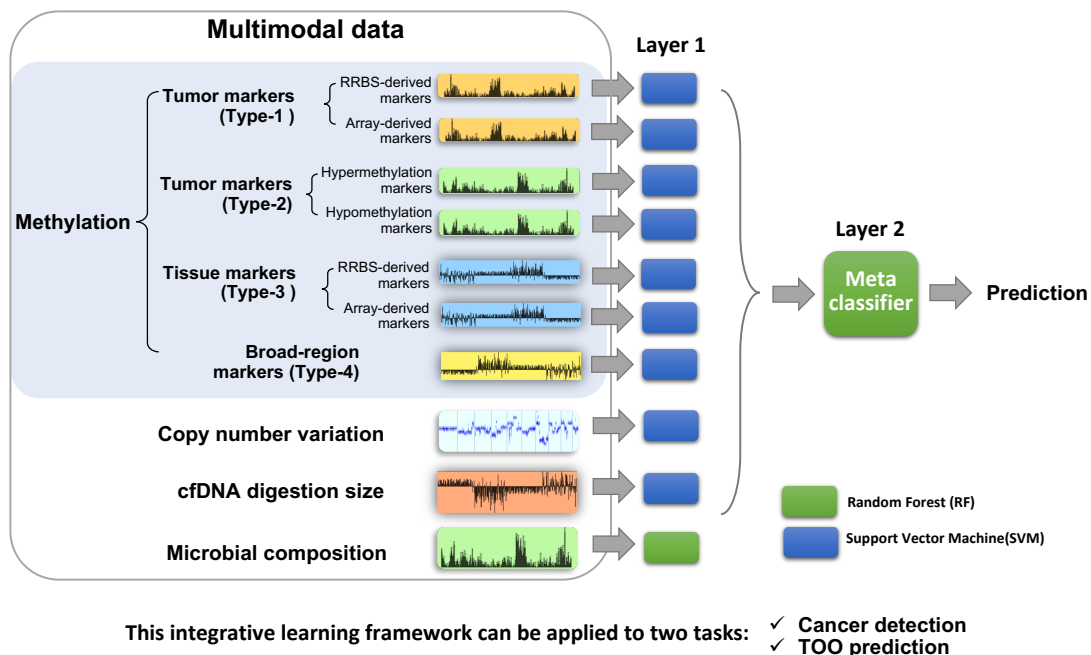 Multimodal data
Layer 1
Tumor markers
(Type-1 )
RRBS-derived
markers
Array-derived
markers
Tumor markers
(Type-2)
Hypermethylation
markers
Hypomethylation
markers
Methylation
Tissue markers
(Type-3 )
RRBS-derived
markers
Array-derived
markers
Broad-region
markers (Type-4)
Layer 2
Meta
classifier
Prediction
Copy number variation
cfDNA digestion size
Microbial composition
Random Forest (RF)
Support Vector Machine(SVM)
This integrative learning framework can be applied to two tasks:
✓ Cancer detection
✓ TOO prediction